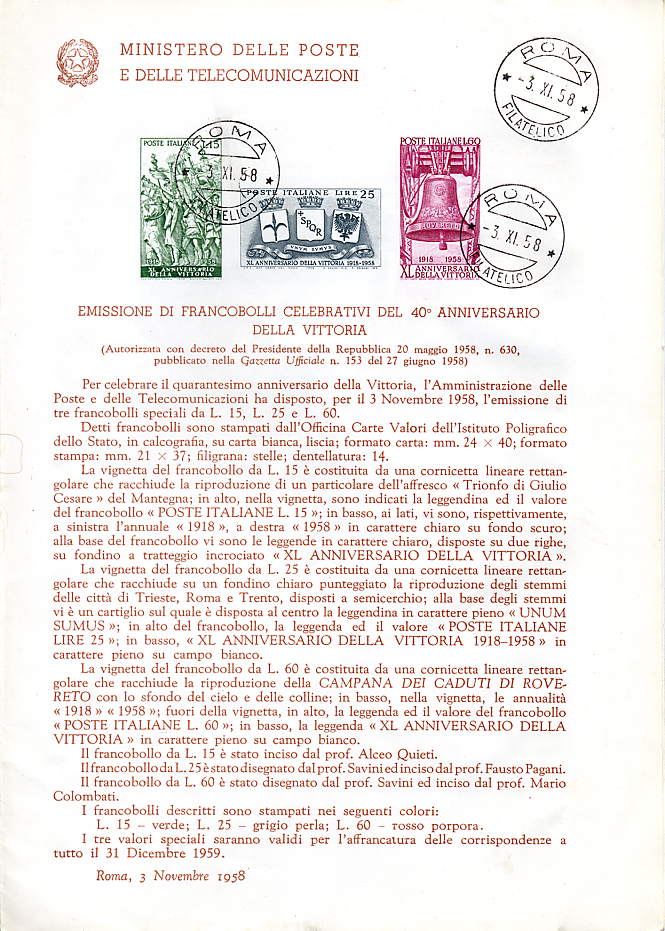 MINISTERO DELLE POSTE
E DELLE TELECOMUNICAZIONI
ROMA
-3. XI. 58
FILATELICO
POSTE ITALIANE L.15
1918 1958
XL ANNIVERSARIO
DELLA VITTORIA
ROMA
-3. XI. 58
FILATELICO
POSTE ITALIANE LIRE 25
SPQR
UNUM SUMUS
XL ANNIVERSARIO DELLA VITTORIA 1918-1958
POSTE ITALIANE L.60
1918 1958
XL ANNIVERSARIO
DELLA VITTORIA
ROMA
-3. XI. 58
FILATELICO
EMISSIONE DI FRANCOBOLLI CELEBRATIVI DEL 40º ANNIVERSARIO
DELLA VITTORIA
(Autorizzata con decreto del Presidente della Repubblica 20 maggio 1958, n. 630,
pubblicato nella Gazzetta Ufficiale n. 153 del 27 giugno 1958)
Per celebrare il quarantesimo anniversario della Vittoria, l'Amministrazione delle
Poste e delle Telecomunicazioni ha disposto, per il 3 Novembre 1958, l'emissione di
tre francobolli speciali da L. 15, L. 25 e L. 60.
Detti francobolli sono stampati dall'Officina Carte Valori dell'Istituto Poligrafico
dello Stato, in calcografia, su carta bianca, liscia; formato carta: mm. 24 × 40; formato
stampa: mm. 21 × 37; filigrana: stelle; dentellatura: 14.
La vignetta del francobollo da L. 15 è costituita da una cornicetta lineare rettan-
golare che racchiude la riproduzione di un particolare dell'affresco « Trionfo di Giulio
Cesare » del Mantegna; in alto, nella vignetta, sono indicati la leggendina ed il valore
del francobollo « POSTE ITALIANE L. 15 »; in basso, ai lati, vi sono, rispettivamente,
a sinistra l'annuale « 1918 », a destra « 1958 » in carattere chiaro su fondo scuro;
alla base del francobollo vi sono le leggende in carattere chiaro, disposte su due righe,
su fondino a tratteggio incrociato « XL ANNIVERSARIO DELLA VITTORIA ».
La vignetta del francobollo da L. 25 è costituita da una cornicetta lineare rettan-
golare che racchiude su un fondino chiaro punteggiato la riproduzione degli stemmi
delle città di Trieste, Roma e Trento, disposti a semicerchio; alla base degli stemmi
vi è un cartiglio sul quale è disposta al centro la leggendina in carattere pieno « UNUM
SUMUS »; in alto del francobollo, la leggenda ed il valore « POSTE ITALIANE
LIRE 25 »; in basso, « XL ANNIVERSARIO DELLA VITTORIA 1918-1958 » in
carattere pieno su campo bianco.
La vignetta del francobollo da L. 60 è costituita da una cornicetta lineare rettan-
golare che racchiude la riproduzione della CAMPANA DEI CADUTI DI ROVE-
RETO con lo sfondo del cielo e delle colline; in basso, nella vignetta, le annualità
« 1918 » « 1958 »; fuori della vignetta, in alto, la leggenda ed il valore del francobollo
« POSTE ITALIANE L. 60 »; in basso, la leggenda « XL ANNIVERSARIO DELLA
VITTORIA » in carattere pieno su campo bianco.
Il francobollo da L. 15 è stato inciso dal prof. Alceo Quieti.
Il francobollo da L. 25 è stato disegnato dal prof. Savini ed inciso dal prof. Fausto Pagani.
Il francobollo da L. 60 è stato disegnato dal prof. Savini ed inciso dal prof. Mario
Colombati.
I francobolli descritti sono stampati nei seguenti colori:
L. 15 – verde; L. 25 – grigio perla; L. 60 – rosso porpora.
I tre valori speciali saranno validi per l'affrancatura delle corrispondenze a
tutto il 31 Dicembre 1959.
Roma, 3 Novembre 1958